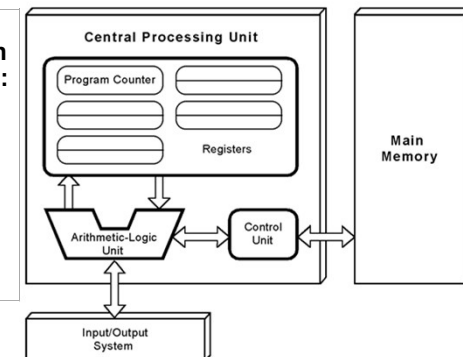 n
:
Central Processing Unit
Program Counter
Registers
Arithmetic-Logic
Unit
Control
Unit
Main
Memory
Input/Output
System